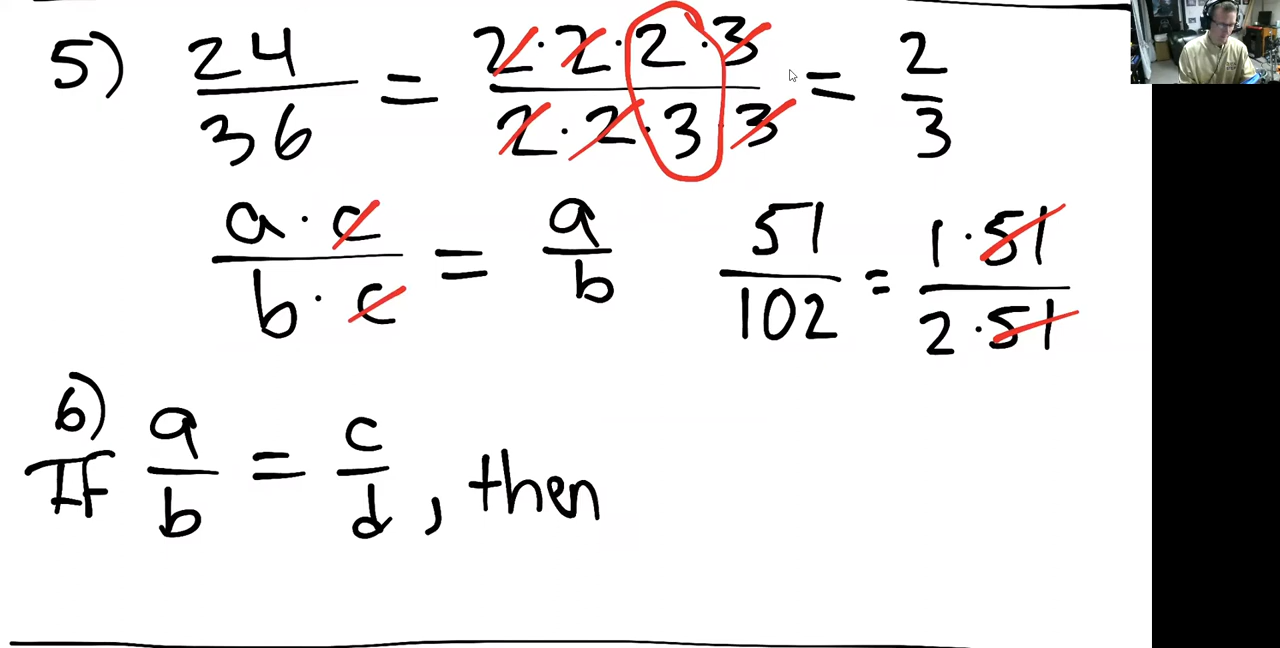 5) 24/36 = 2·2·2·3/2·2·3 3 = 2/3
a·c/b·c = a/b 51/102 = 1·51/2·51
6)
If a/b = c/d, then